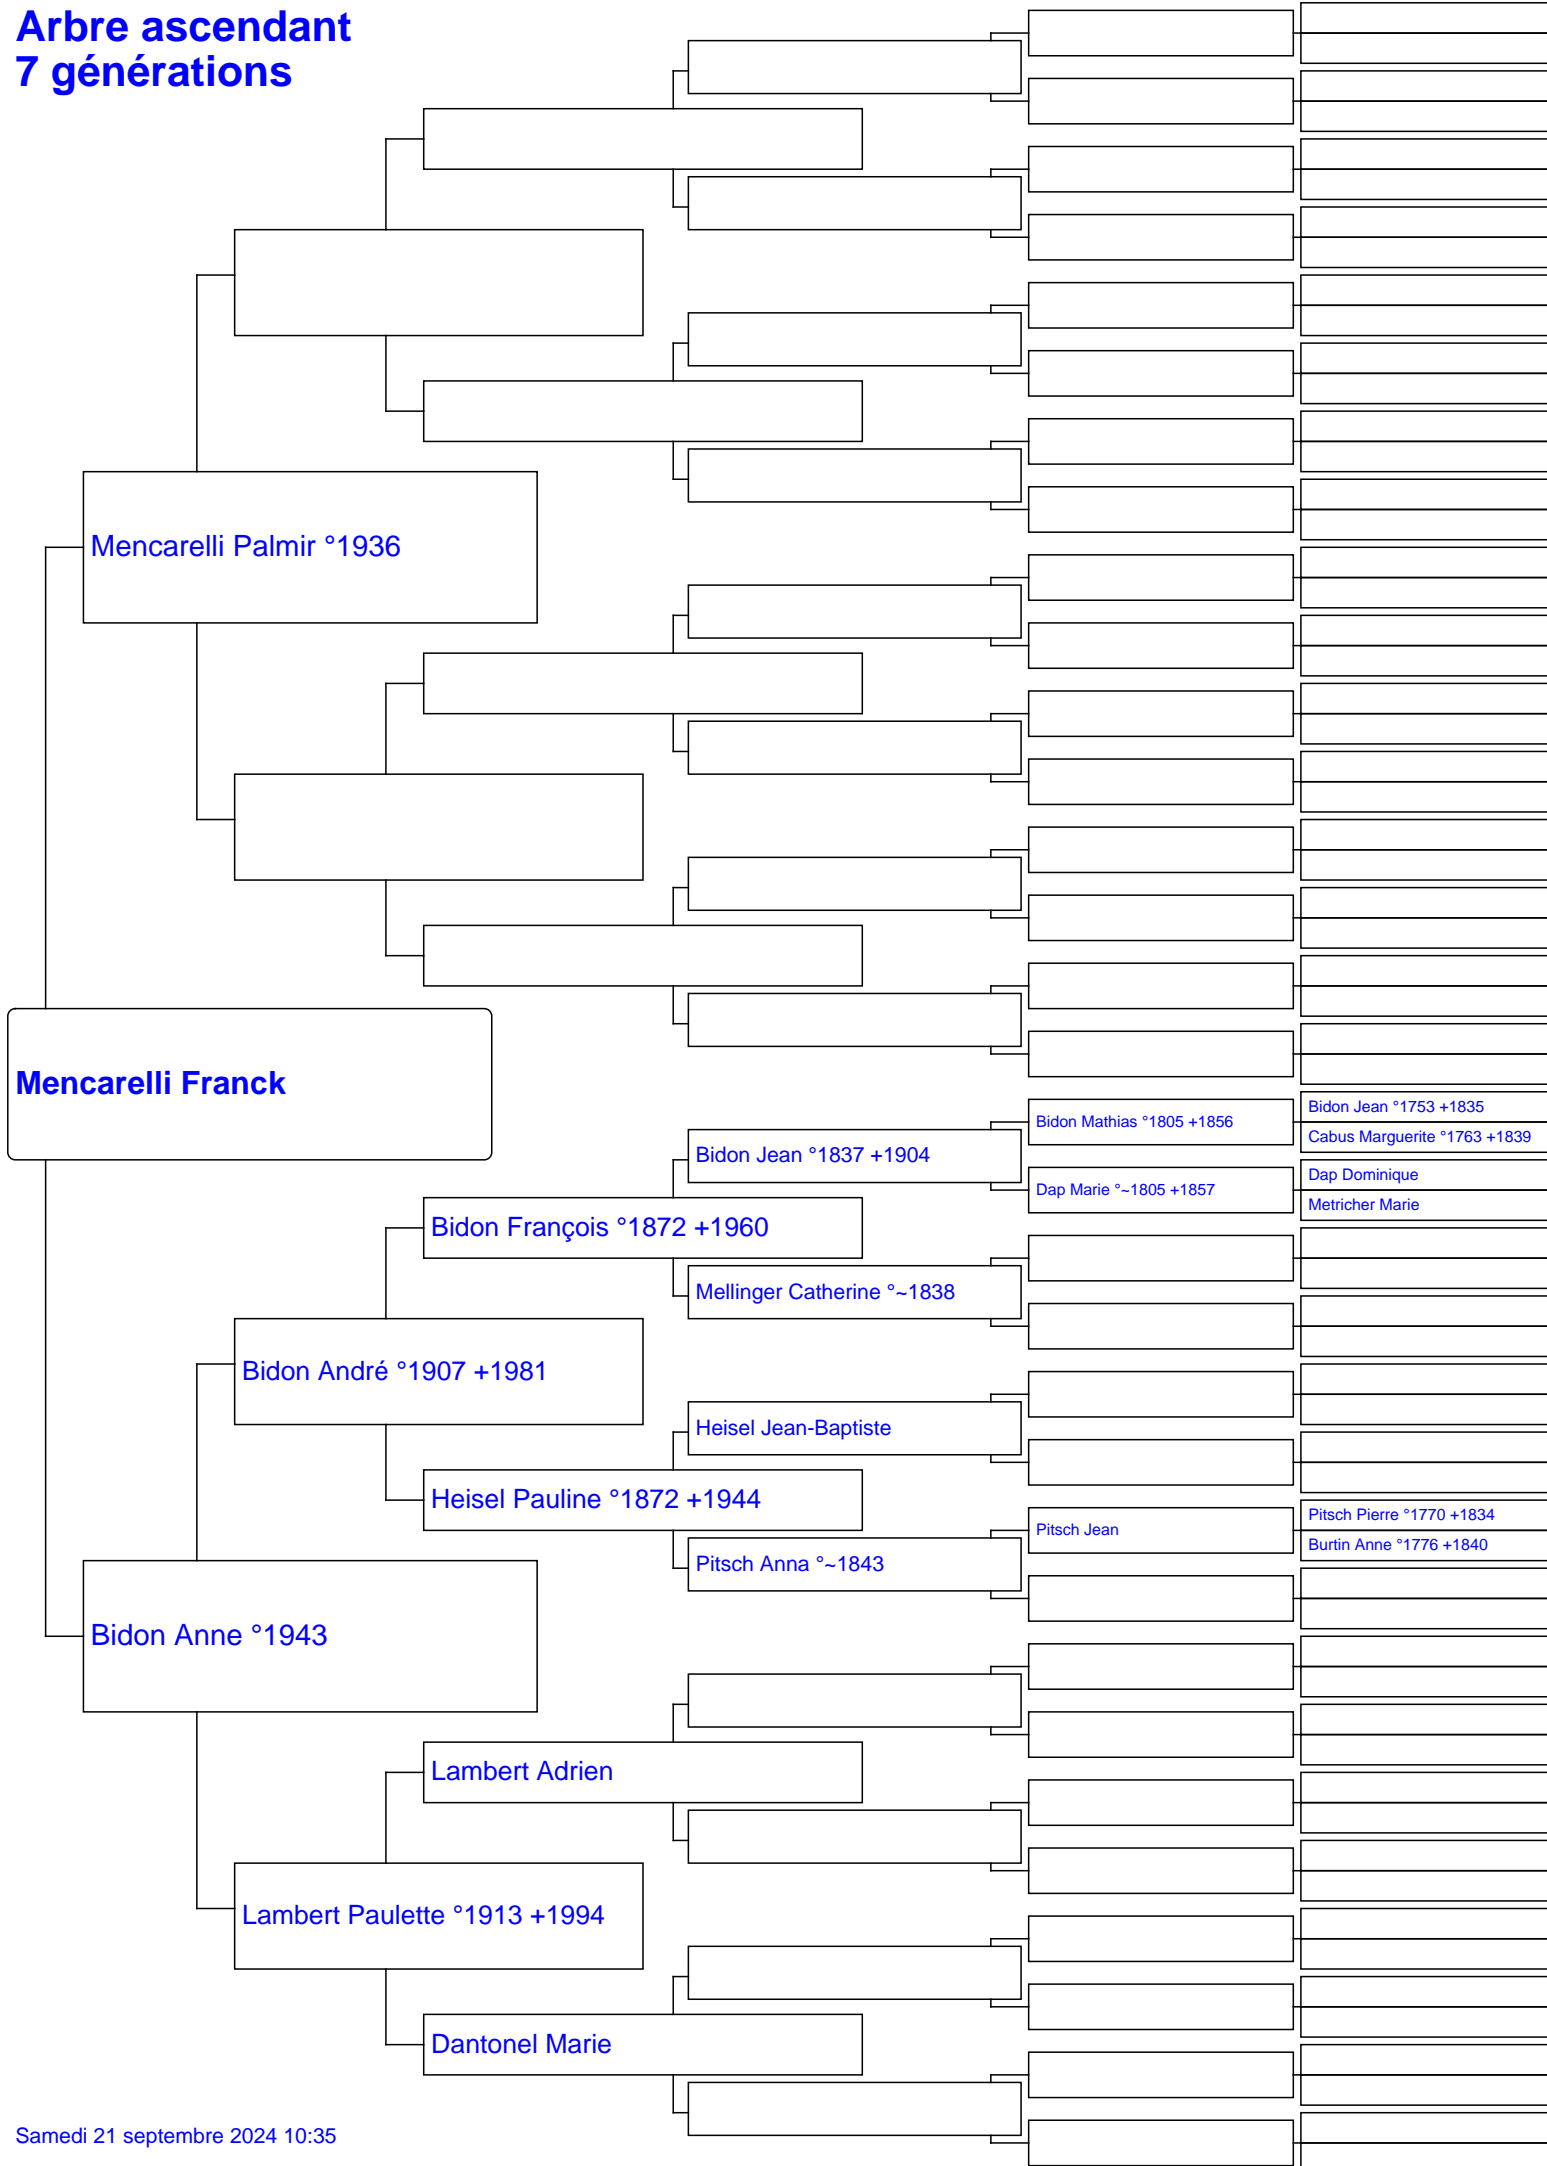 Arbre ascendant
7 générations
Mencarelli Palmir °1936
Mencarelli Franck
Bidon Mathias °1805 +1856
Bidon Jean °1753 +1835
Cabus Marguerite °1763 +1839
Bidon Jean °1837 +1904
Dap Marie °~1805 +1857
Dap Dominique
Metricher Marie
Bidon François °1872 +1960
Mellinger Catherine °~1838
Bidon André °1907 +1981
Heisel Jean-Baptiste
Heisel Pauline °1872 +1944
Pitsch Jean
Pitsch Pierre °1770 +1834
Burtin Anne °1776 +1840
Pitsch Anna °~1843
Bidon Anne °1943
Lambert Adrien
Lambert Paulette °1913 +1994
Dantonel Marie
Samedi 21 septembre 2024 10:35